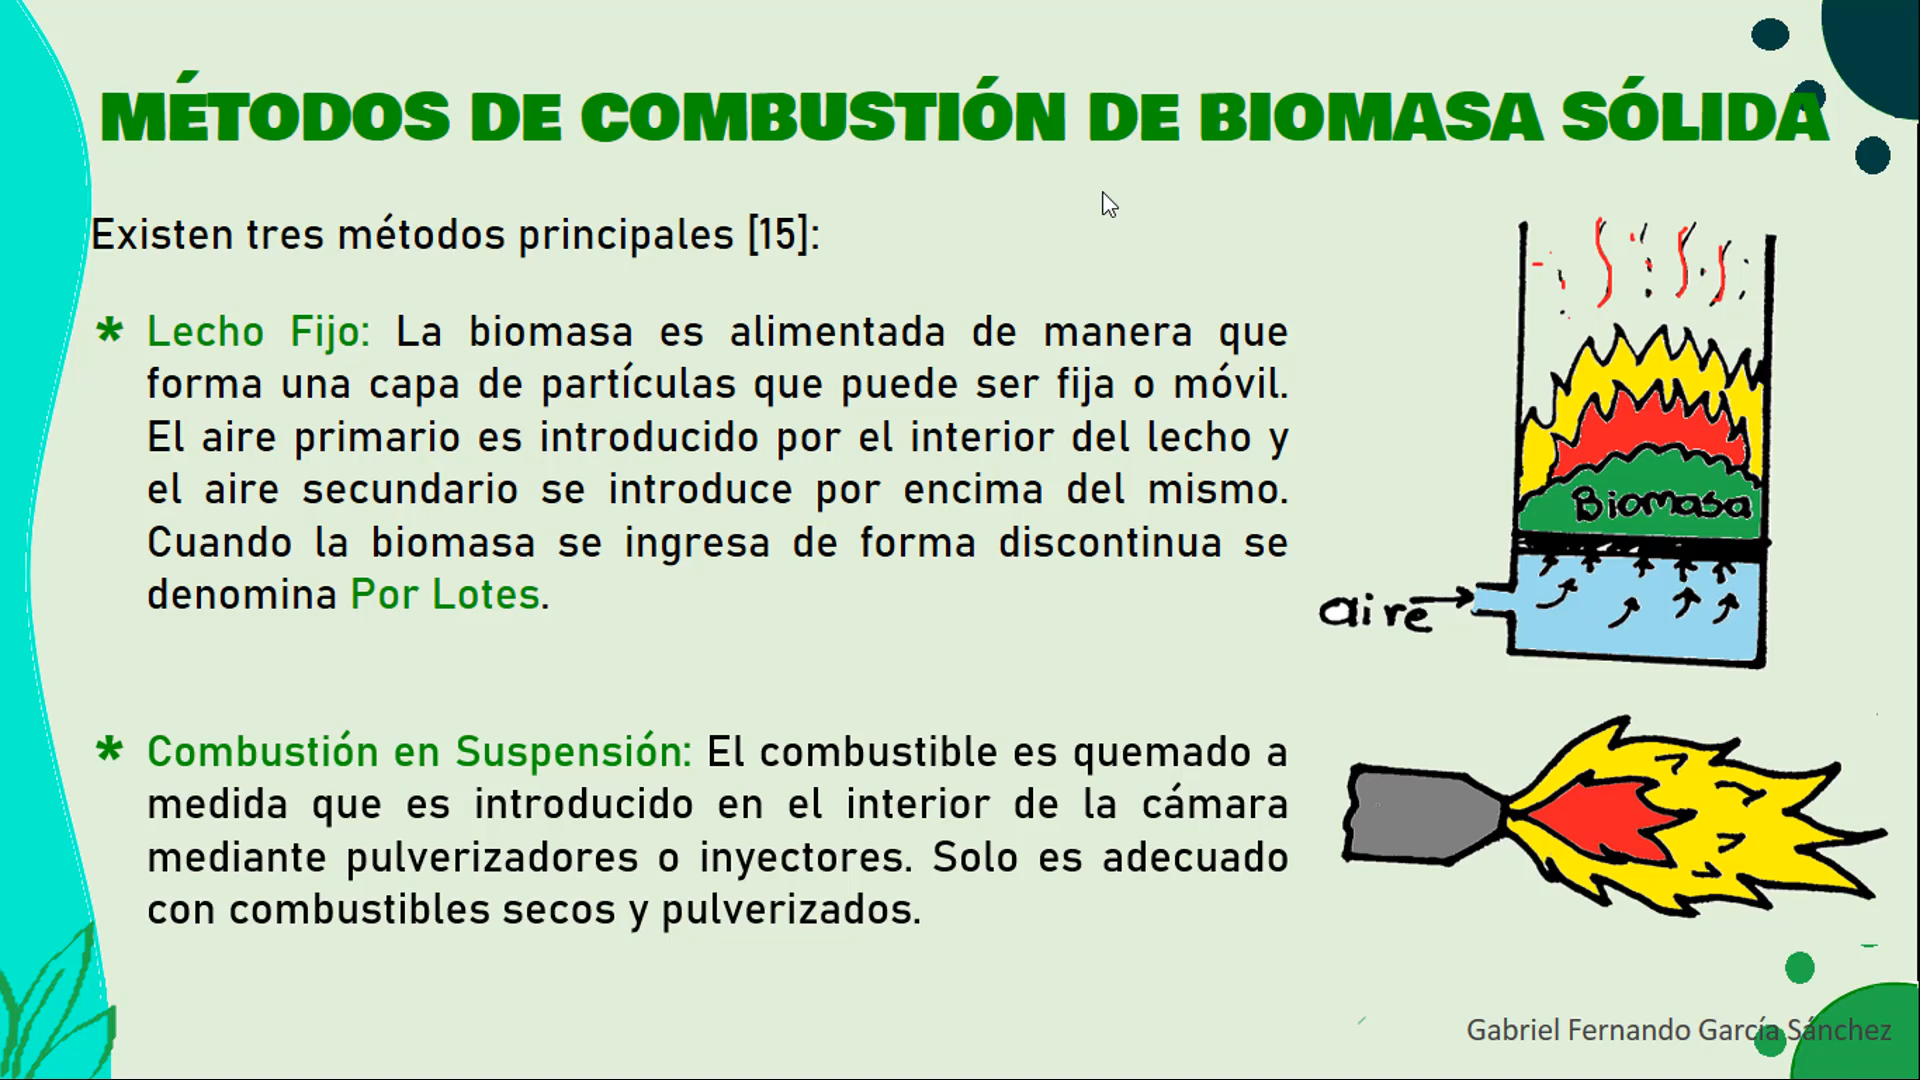 MÉTODOS DE COMBUSTIÓN DE BIOMASA SÓLIDA
Existen tres métodos principales [15]:
* Lecho Fijo: La biomasa es alimentada de manera que
forma una capa de partículas que puede ser fija o móvil.
El aire primario es introducido por el interior del lecho y
el aire secundario se introduce por encima del mismo.
Cuando la biomasa se ingresa de forma discontinua se
denomina Por Lotes.
Biomasa
aire
* Combustión en Suspensión: El combustible es quemado a
medida que es introducido en el interior de la cámara
mediante pulverizadores o inyectores. Solo es adecuado
con combustibles secos y pulverizados.
Gabriel Fernando García Sánchez